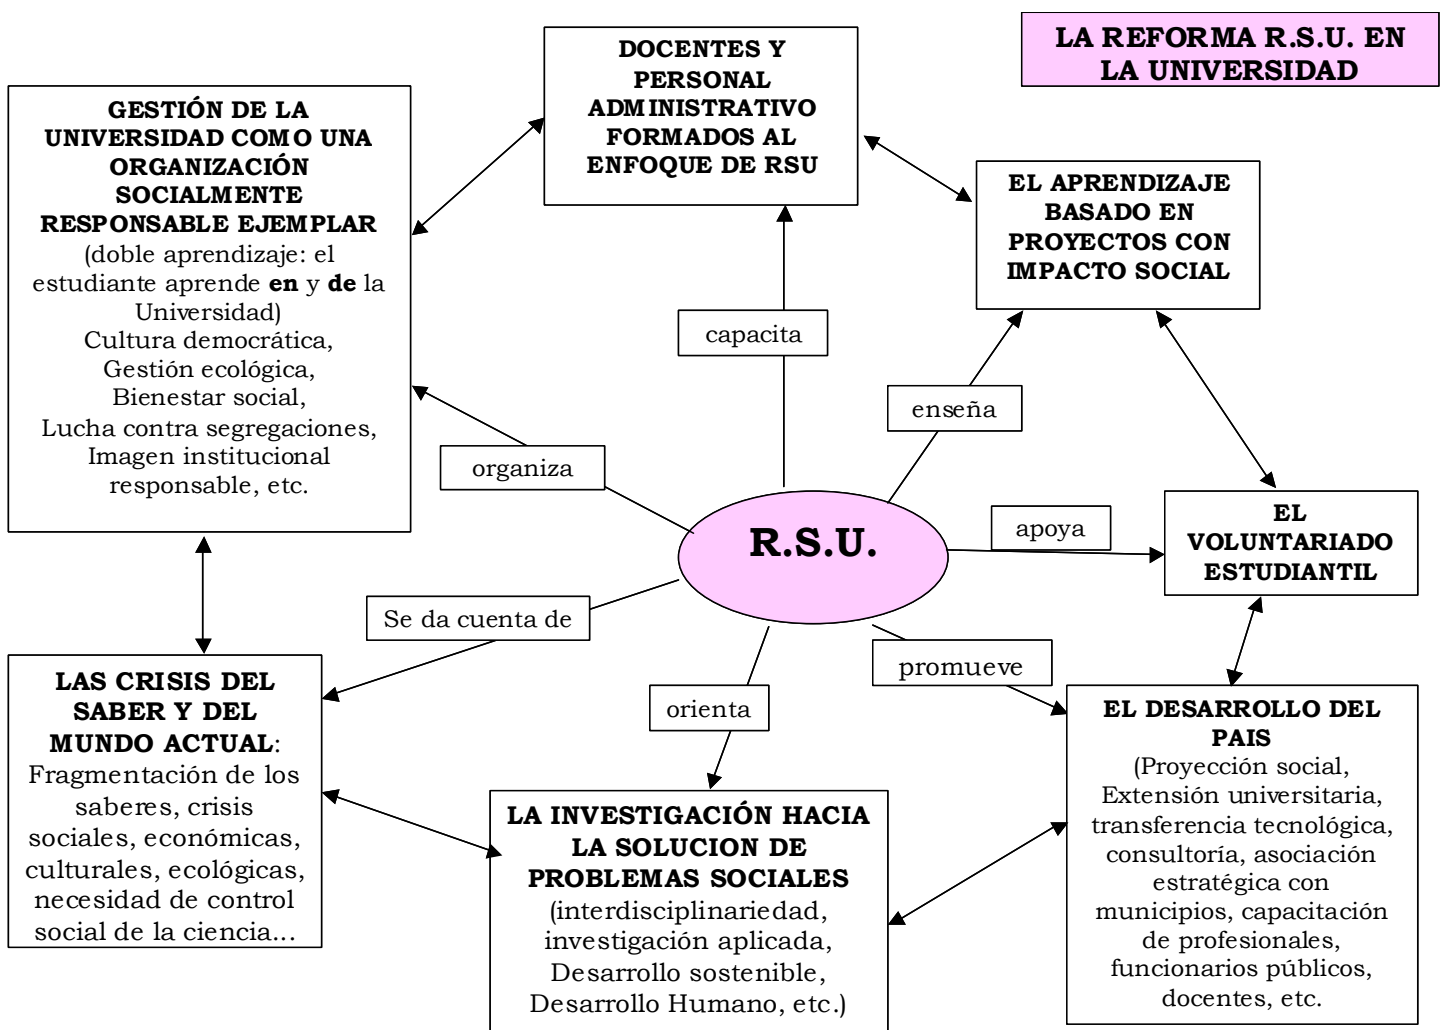 LA REFORMA R.S.U. EN
LA UNIVERSIDAD
DOCENTES Y
PERSONAL
ADMINISTRATIVO
FORMADOS AL
ENFOQUE DE RSU
GESTIÓN DE LA
UNIVERSIDAD COMO UNA
ORGANIZACIÓN
SOCIALMENTE
RESPONSABLE EJEMPLAR
(doble aprendizaje: el
estudiante aprende en y de la
Universidad)
Cultura democrática,
Gestión ecológica,
Bienestar social,
Lucha contra segregaciones,
Imagen institucional
responsable, etc.
EL APRENDIZAJE
BASADO EN
PROYECTOS CON
IMPACTO SOCIAL
capacita
enseña
organiza
R.S.U.
apoya
EL
VOLUNTARIADO
ESTUDIANTIL
Se da cuenta de
promueve
orienta
LAS CRISIS DEL
SABER Y DEL
MUNDO ACTUAL:
Fragmentación de los
saberes, crisis
sociales, económicas,
culturales, ecológicas,
necesidad de control
social de la ciencia...
LA INVESTIGACIÓN HACIA
LA SOLUCION DE
PROBLEMAS SOCIALES
(interdisciplinariedad,
investigación aplicada,
Desarrollo sostenible,
Desarrollo Humano, etc.)
EL DESARROLLO DEL
PAIS
(Proyección social,
Extensión universitaria,
transferencia tecnológica,
consultoría, asociación
estratégica con
municipios, capacitación
de profesionales,
funcionarios públicos,
docentes, etc.